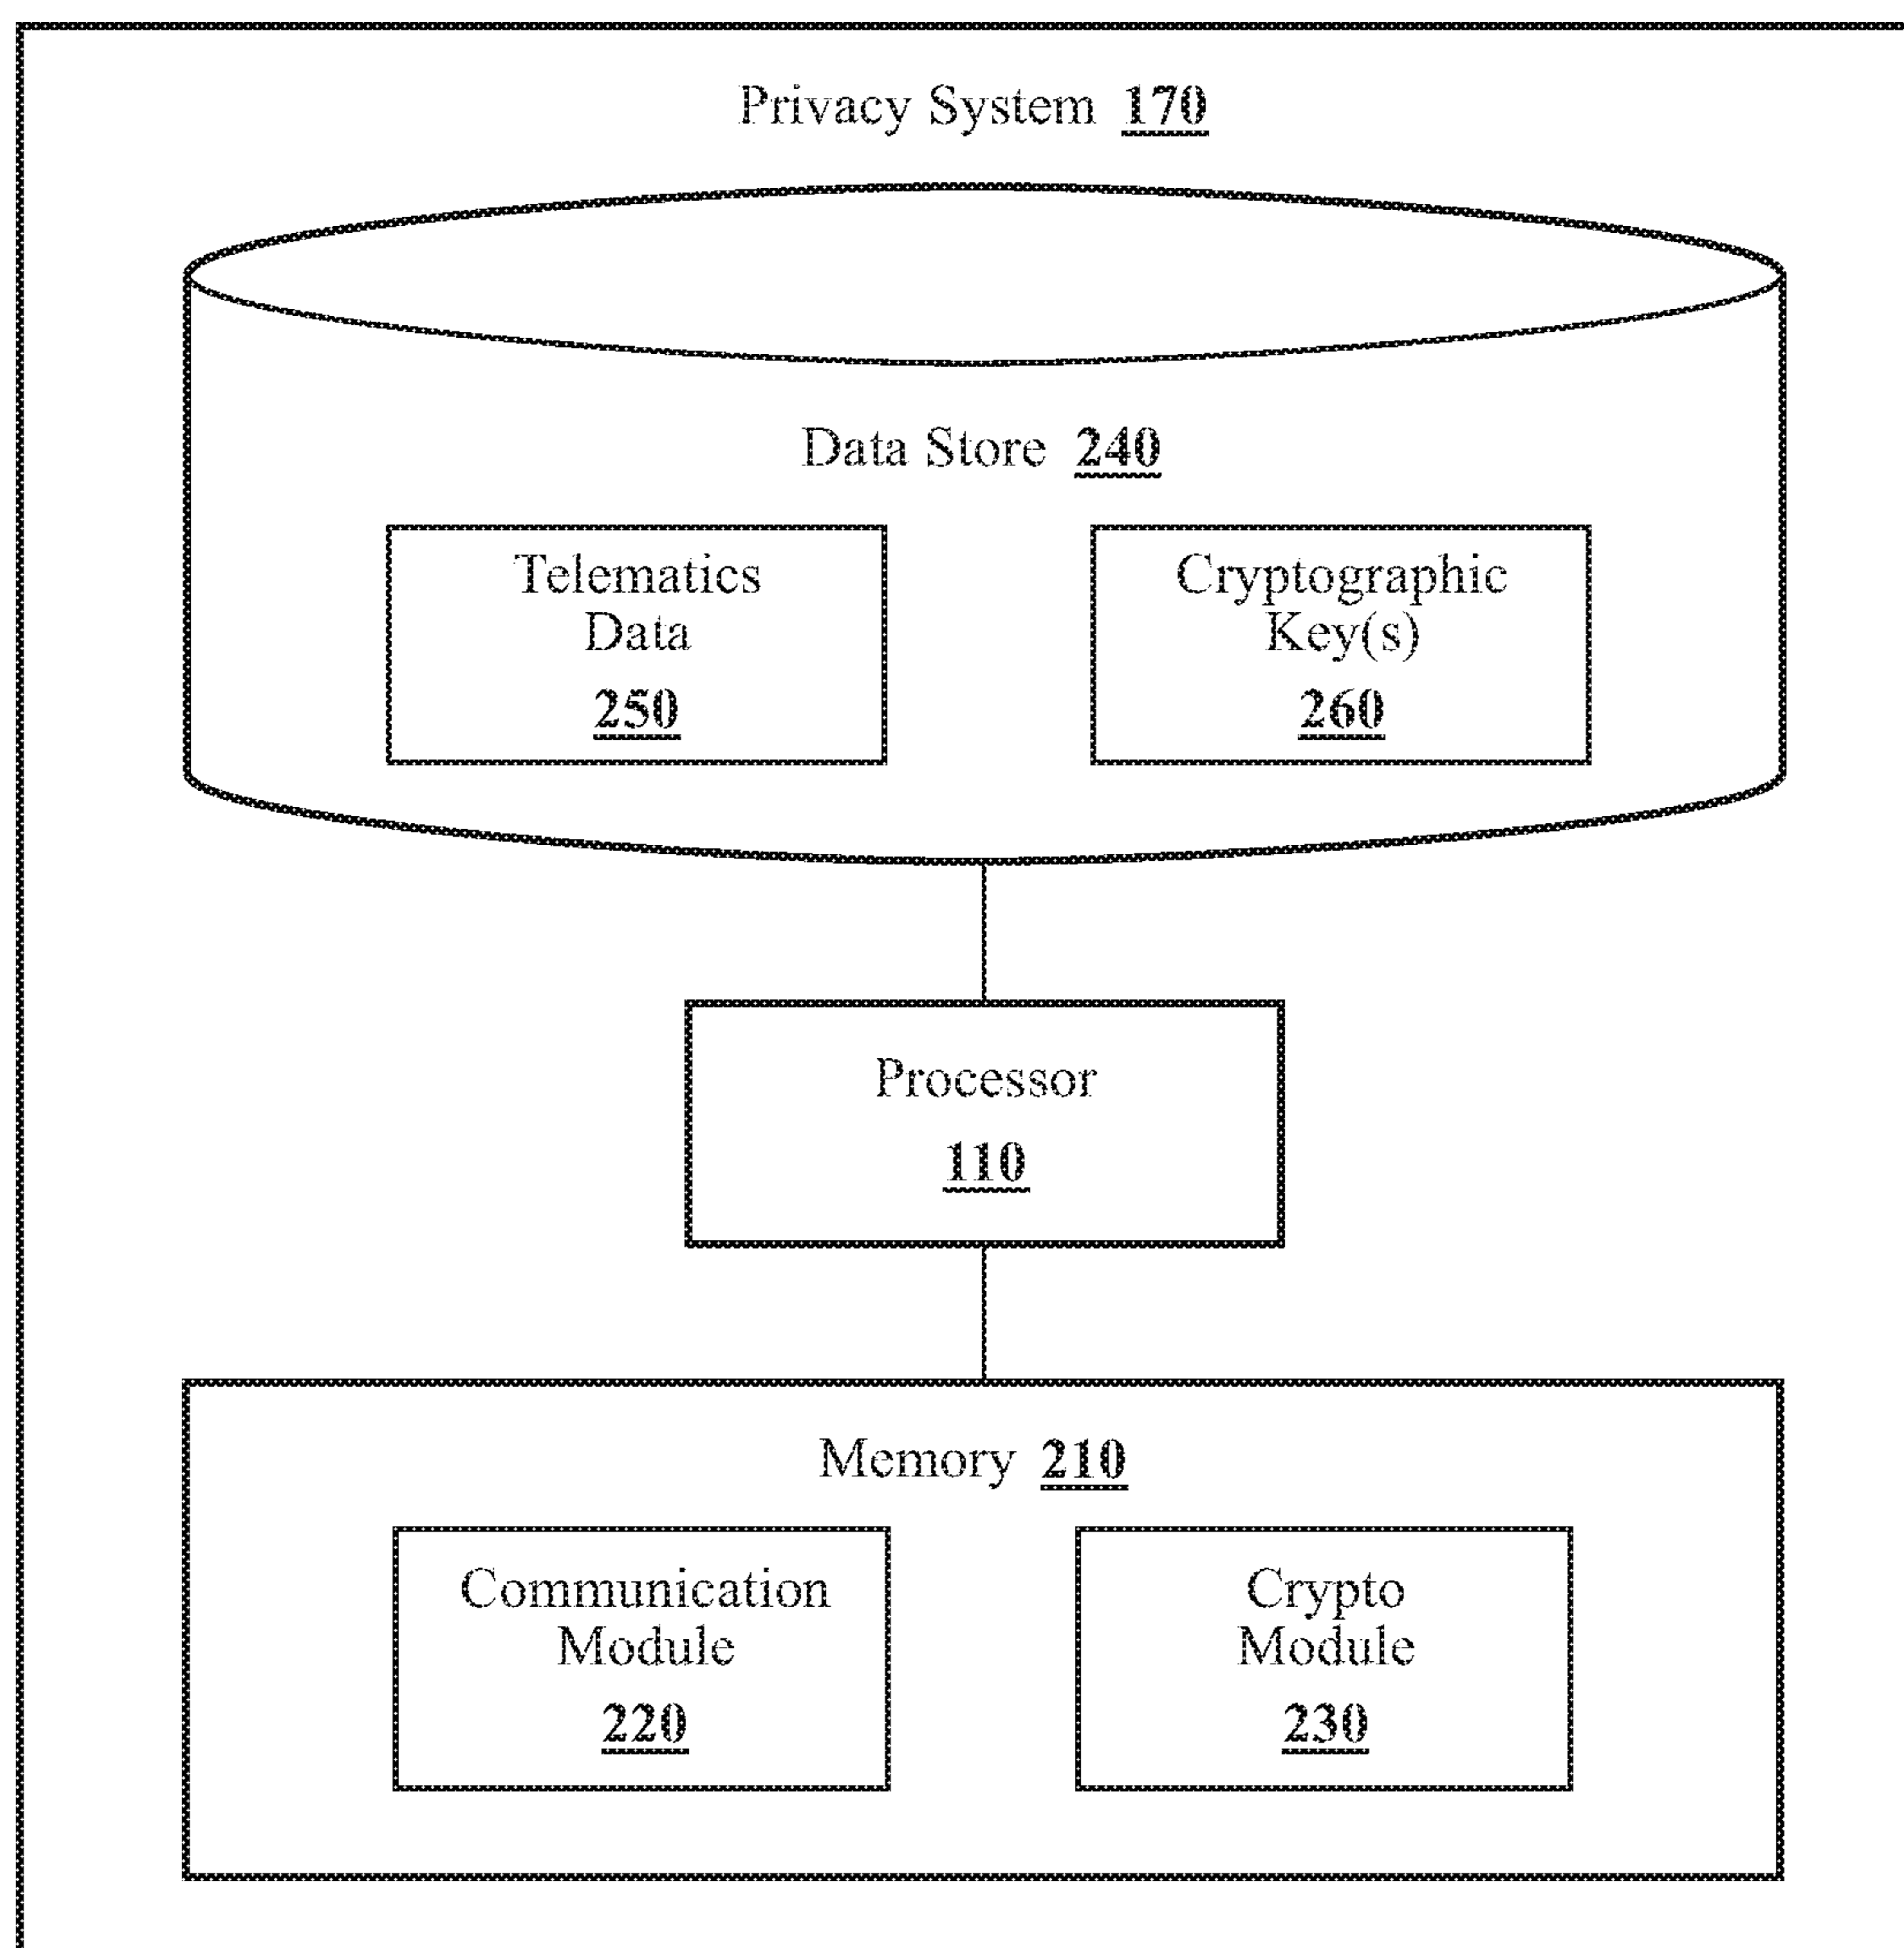 Privacy System 170
Data Store 240
Telematics
Data
250
Cryptographic
Key(s)
260
Processor
110
Memory 210
Communication
Module
220
Crypto
Module
230